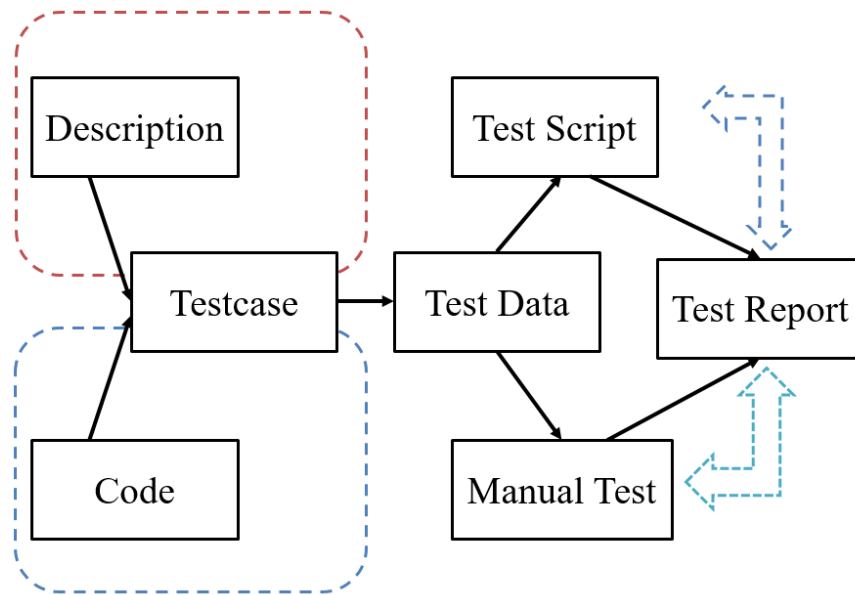 Description
Test Script
Testcase
Test Data
Test Report
Code
Manual Test